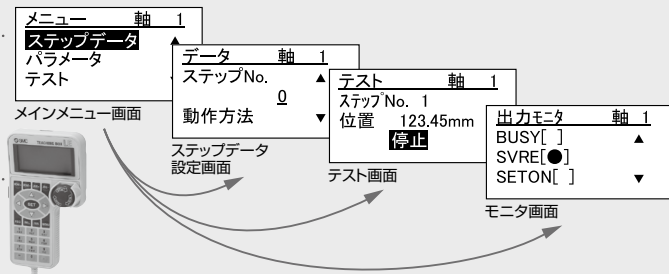 メニュー 軸 1
ステップデータ
パラメータ
テスト
メインメニュー画面
データ 軸 1
ステップNo.
0
動作方法
ステップデータ
設定画面
テスト 軸 1
ステップNo. 1
位置 123.45mm
停止
テスト画面
出力モニタ 軸 1
BUSY[ ]
SVRE[●]
SETON[ ]
モニタ画面
SMC TEACHING BOX
SET